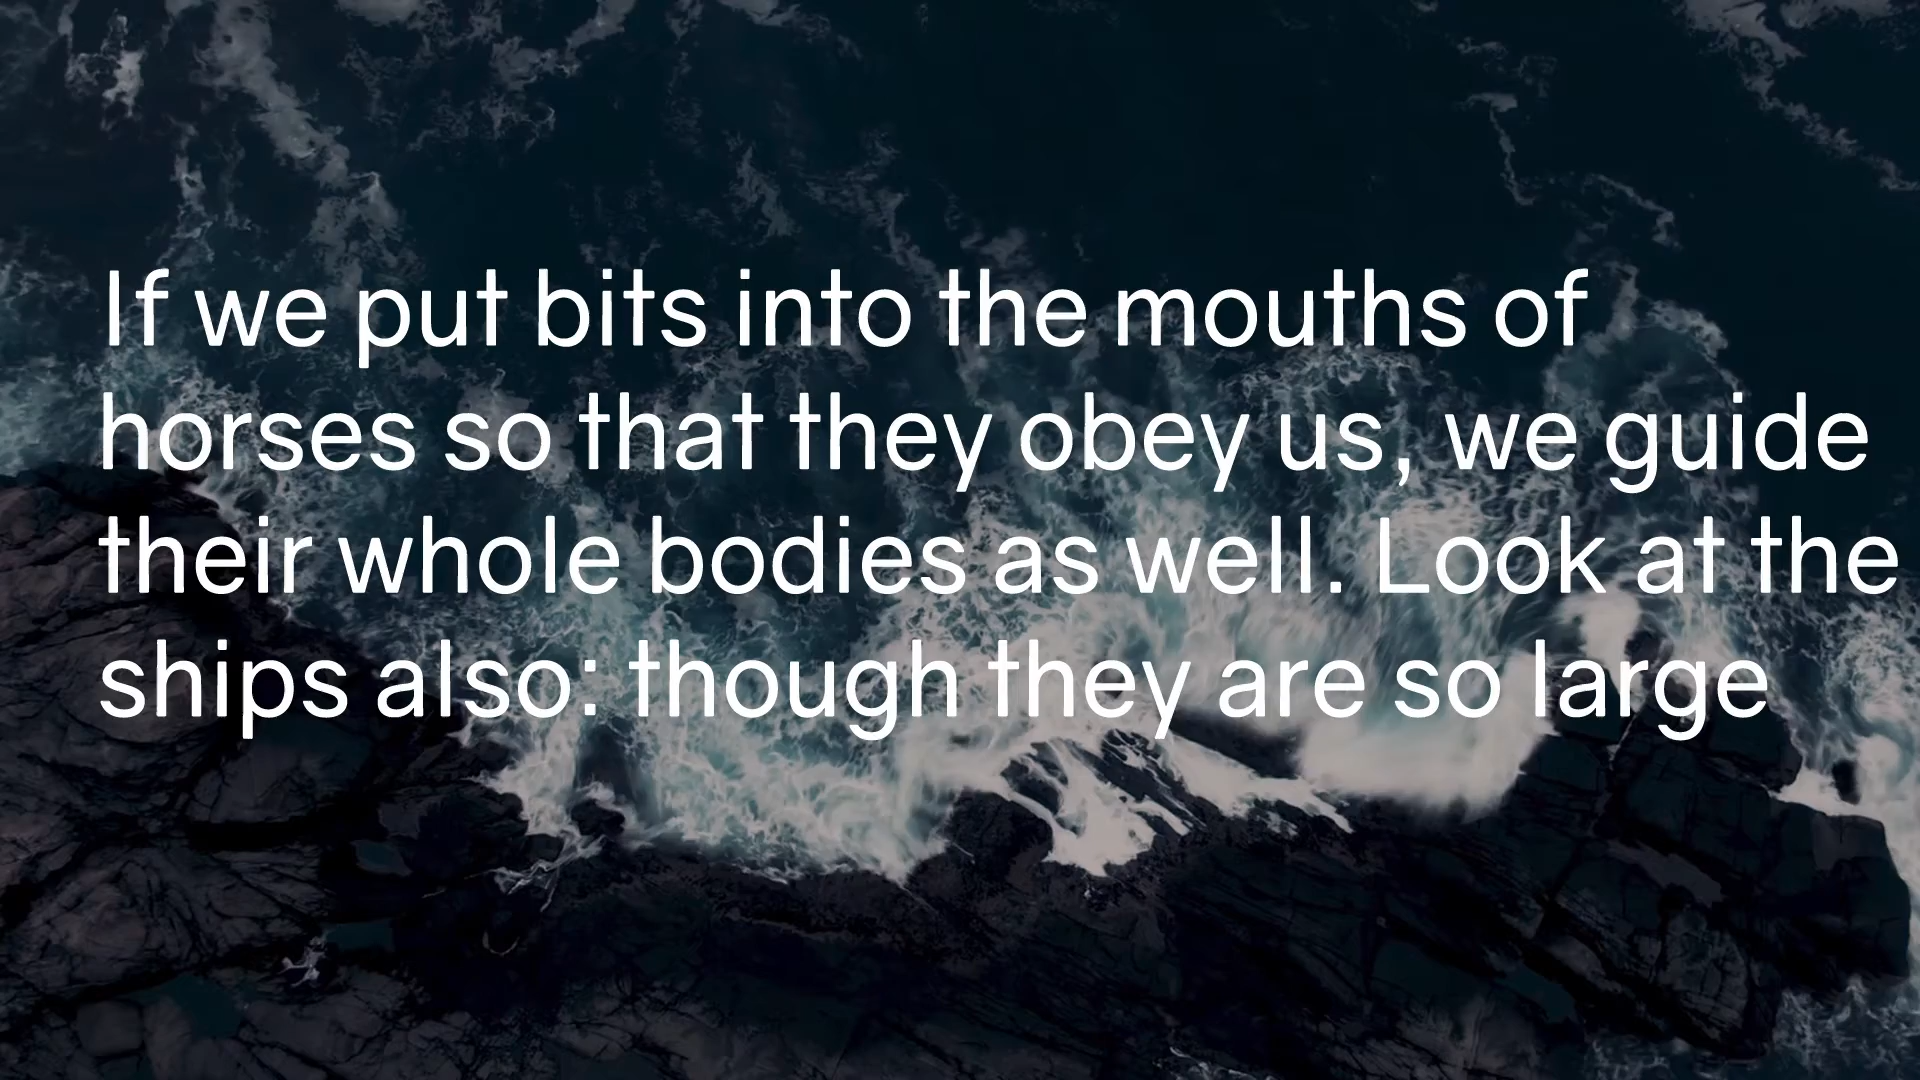 If we put bits into the mouths of
horses so that they obey us, we guide
their whole bodies as well. Look at the
ships also: though they are so large